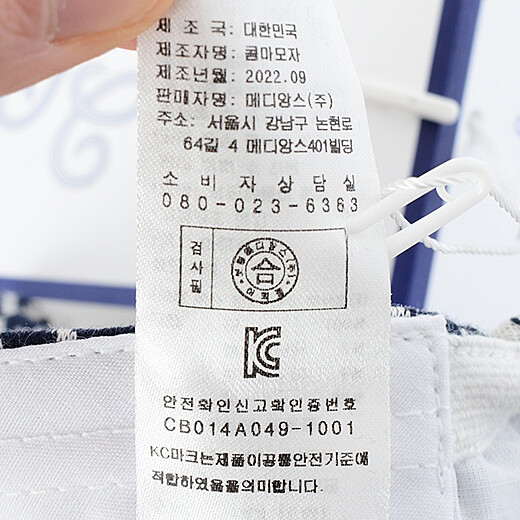 제 조 국: 대한민국
제조자명: 콤마모자
제조년월: 2022.09
판매자명: 메디앙스(주)
주소: 서울시 강남구 논현로
64길 4 메디앙스401빌딩
소 비 자 상 담 실
080-023-6363
검사필
합
KC
안전확인신고확인증번호
CB014A049-1001
KC마크는제품이공통안전기준에
적합하였음을의미합니다.